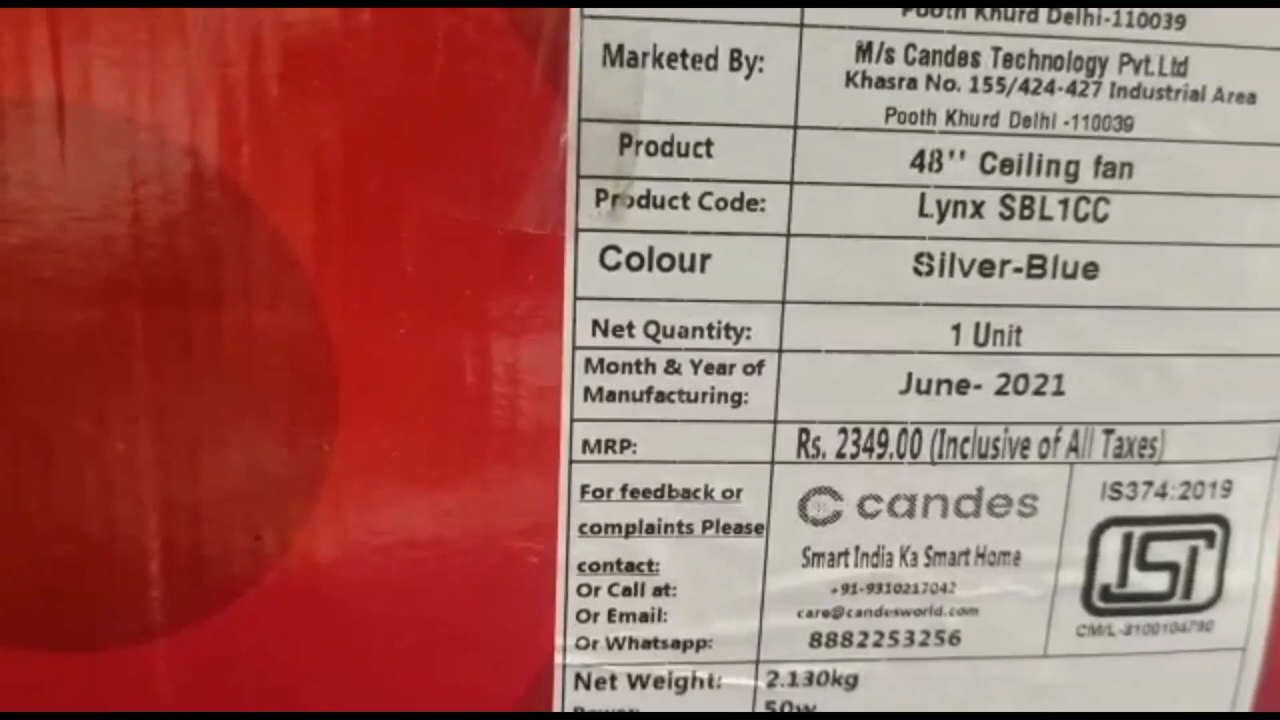 Pooth Khurd Delhi-110039
Marketed By: M/s Candes Technology Pvt.Ltd
Khasra No. 155/424-427 Industrial Area
Pooth Khurd Delhi -110039
Product 48'' Ceiling fan
Product Code: Lynx SBL1CC
Colour Silver-Blue
Net Quantity: 1 Unit
Month & Year of
Manufacturing: June- 2021
MRP: Rs. 2349.00 (Inclusive of All Taxes)
For feedback or
complaints Please
contact:
Or Call at:
Or Email:
Or Whatsapp:
candes
Smart India Ka Smart Home
+91-9310217042
care@candesworld.com
8882253256
IS374:2019
ISI
CM/L-8100104790
Net Weight: 2.130kg
Power: 50w